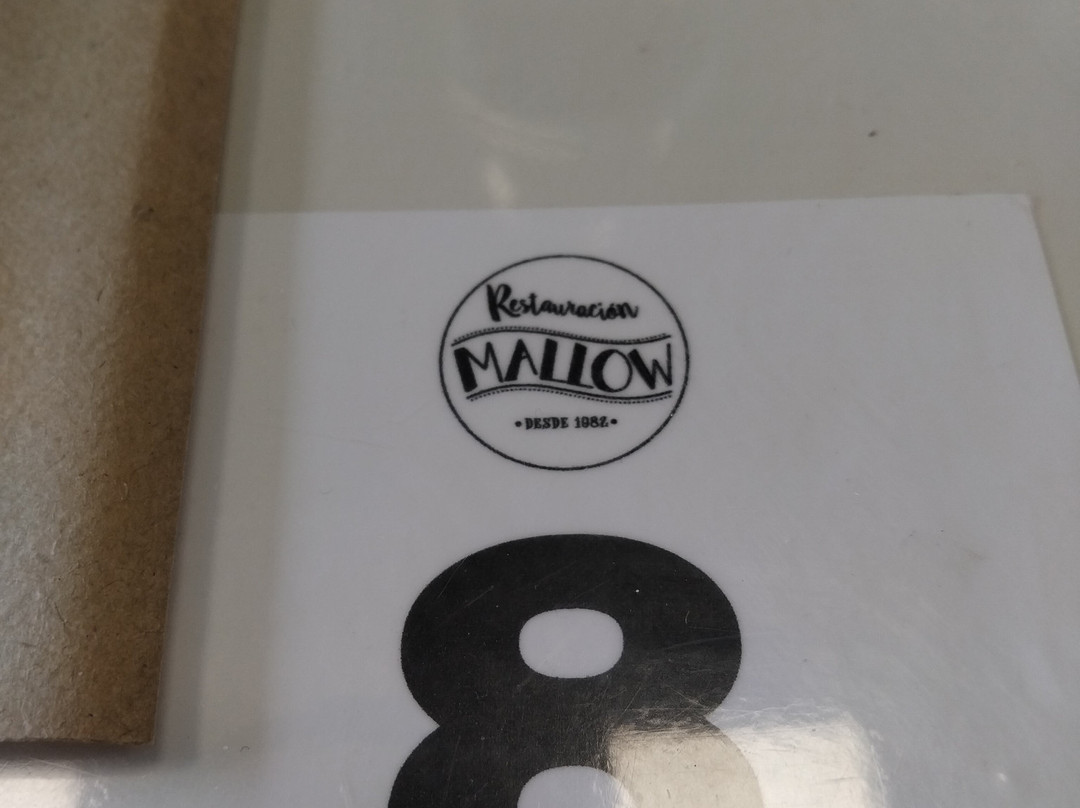 Restauración
MALLOW
• DESDE 1982 •
8